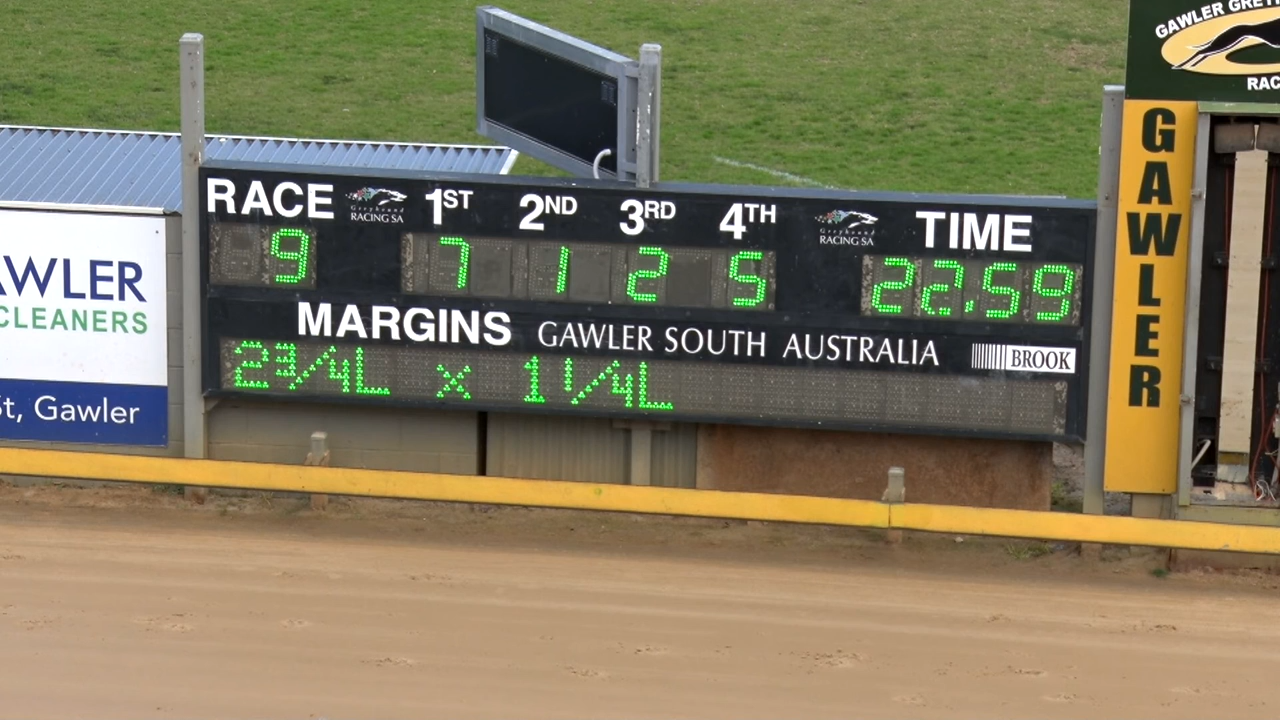 GAWLER GREY
RAC
GAWLER
RACE 1ST 2ND 3RD 4TH TIME
Greyhound RACING SA
Greyhound RACING SA
9 7 1 2 5 22.59
MARGINS GAWLER SOUTH AUSTRALIA BROOK
2 3/4L x 1 1/4L
AWLER
CLEANERS
St, Gawler